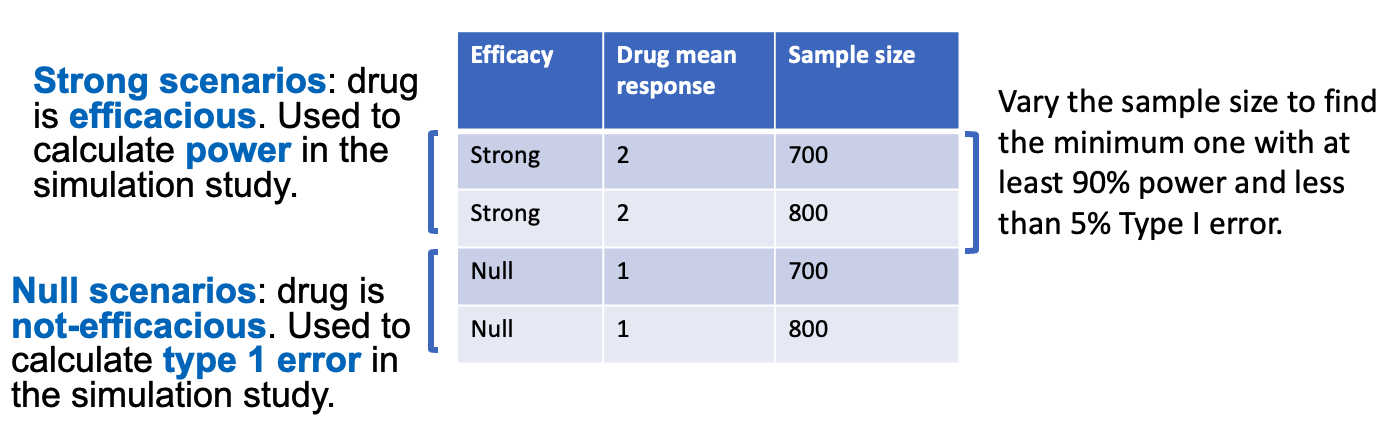 Strong scenarios: drug
is efficacious. Used to
calculate power in the
simulation study.
Null scenarios: drug is
not-efficacious. Used to
calculate type 1 error in
the simulation study.
Efficacy Drug mean response Sample size
Strong 2 700
Strong 2 800
Null 1 700
Null 1 800
Vary the sample size to find
the minimum one with at
least 90% power and less
than 5% Type I error.